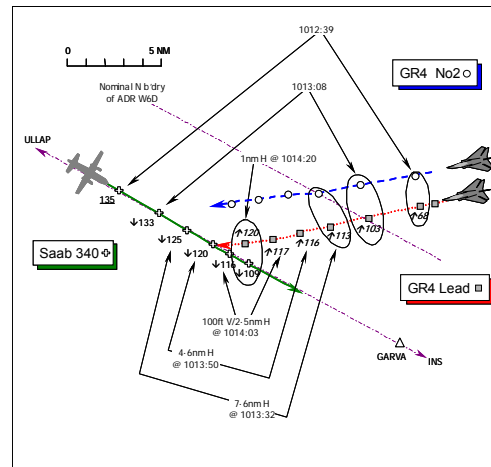 1012:39
0 5 NM
GR4 No2
Nominal N b'dry
of ADR W6D
1013:08
ULLAP
1nm H @ 1014:20
135
↓133
↑68
↑103
↑120
↑113
↓125
↑116
↑117
Saab 340
↓120
↓116
↓109
GR4 Lead
100ft V/2·5nm H
@ 1014:03
GARVA
INS
4·6nm H
@ 1013:50
7·6nm H
@ 1013:32